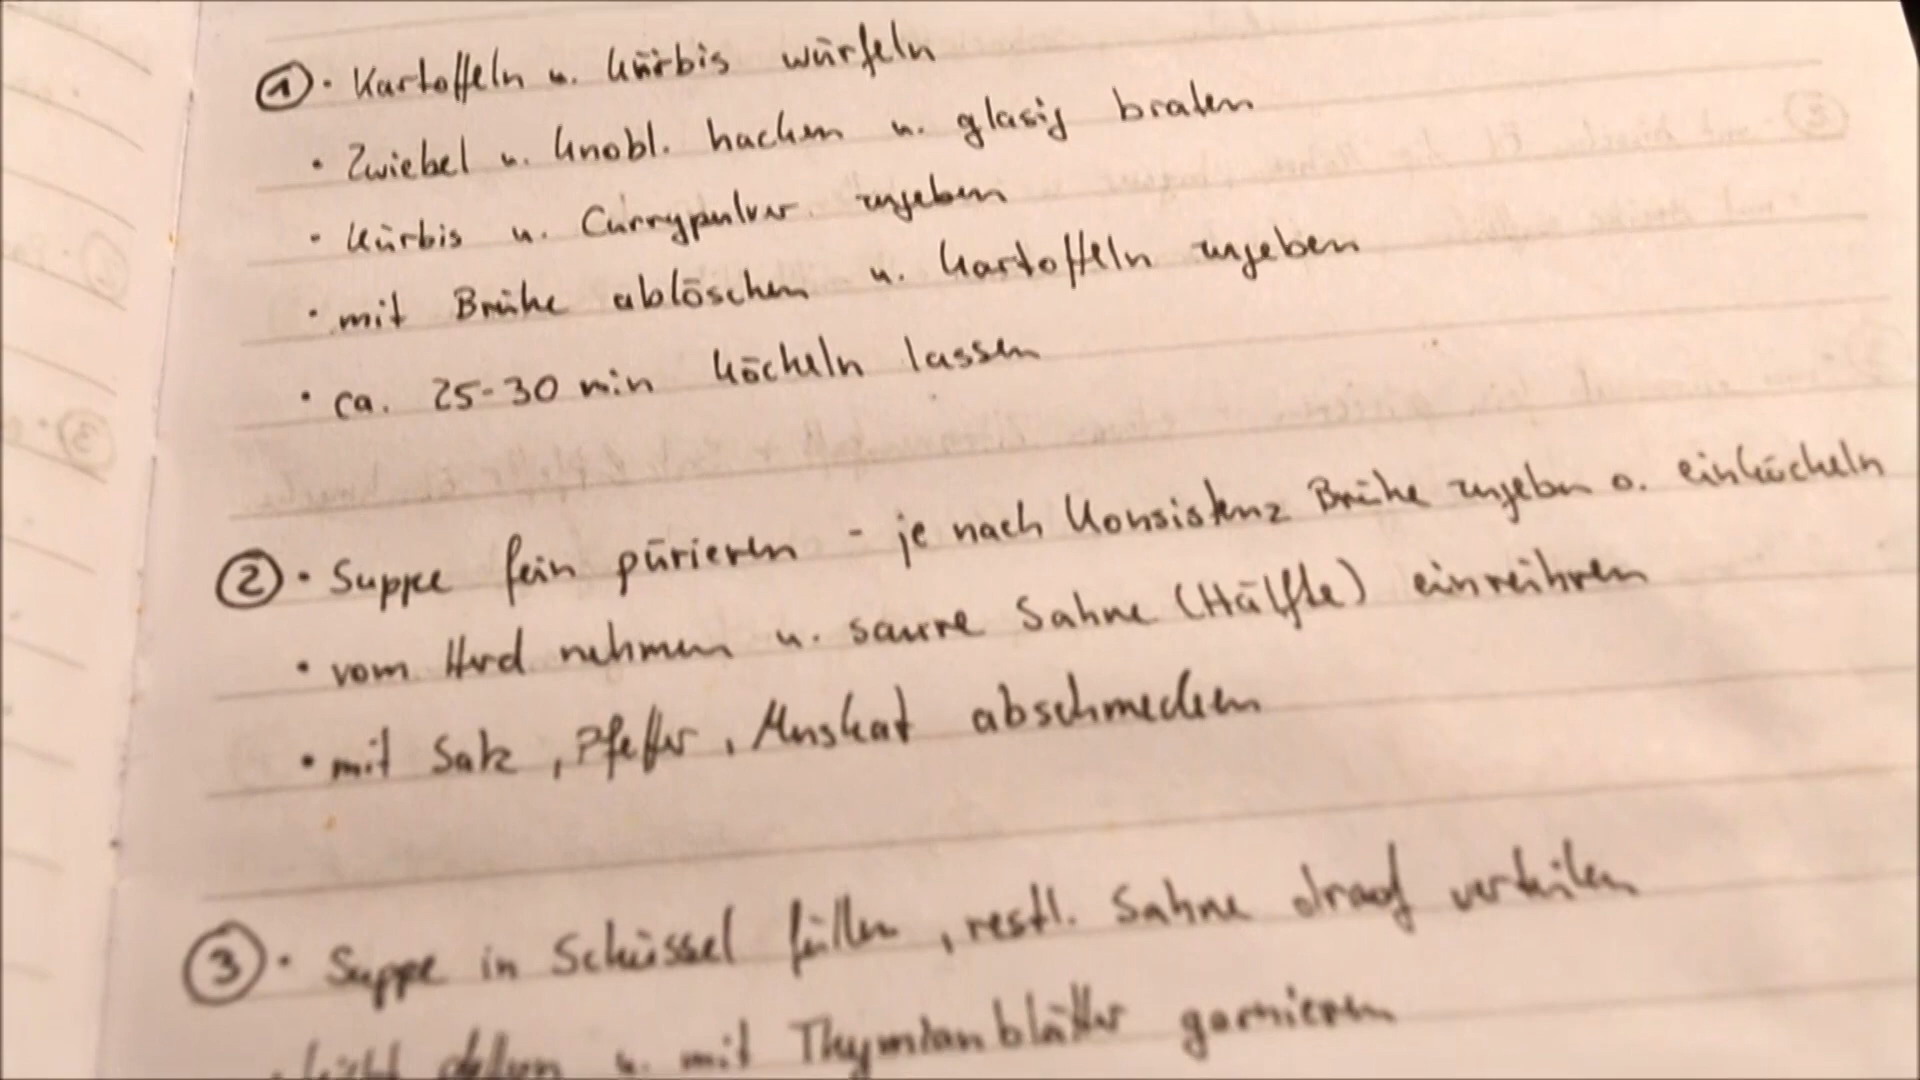 ① · Kartoffeln u. Kürbis würfeln
· Zwiebel u. Knobl. hacken u. glasig braten
· Kürbis u. Currypulver zugeben
· mit Brühe ablöschen u. Kartoffeln zugeben
· ca. 25-30 min köcheln lassen
② · Suppe fein pürieren - je nach Konsistenz Brühe zugeben o. einköcheln
· vom Herd nehmen u. saure Sahne (Hälfte) einrühren
· mit Salz, Pfeffer, Muskat abschmecken
③ · Suppe in Schüssel füllen, restl. Sahne drauf verteilen
u. mit Thymianblätter garnieren